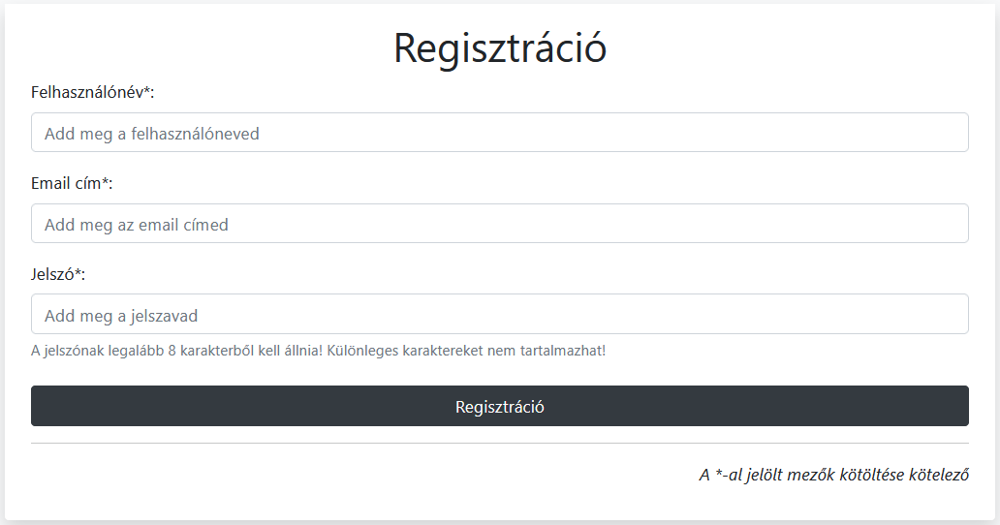 Regisztráció
Felhasználónév*:
Add meg a felhasználóneved
Email cím*:
Add meg az email címed
Jelszó*:
Add meg a jelszavad
A jelszónak legalább 8 karakterből kell állnia! Különleges karaktereket nem tartalmazhat!
Regisztráció
A *-al jelölt mezők kötöltése kötelező